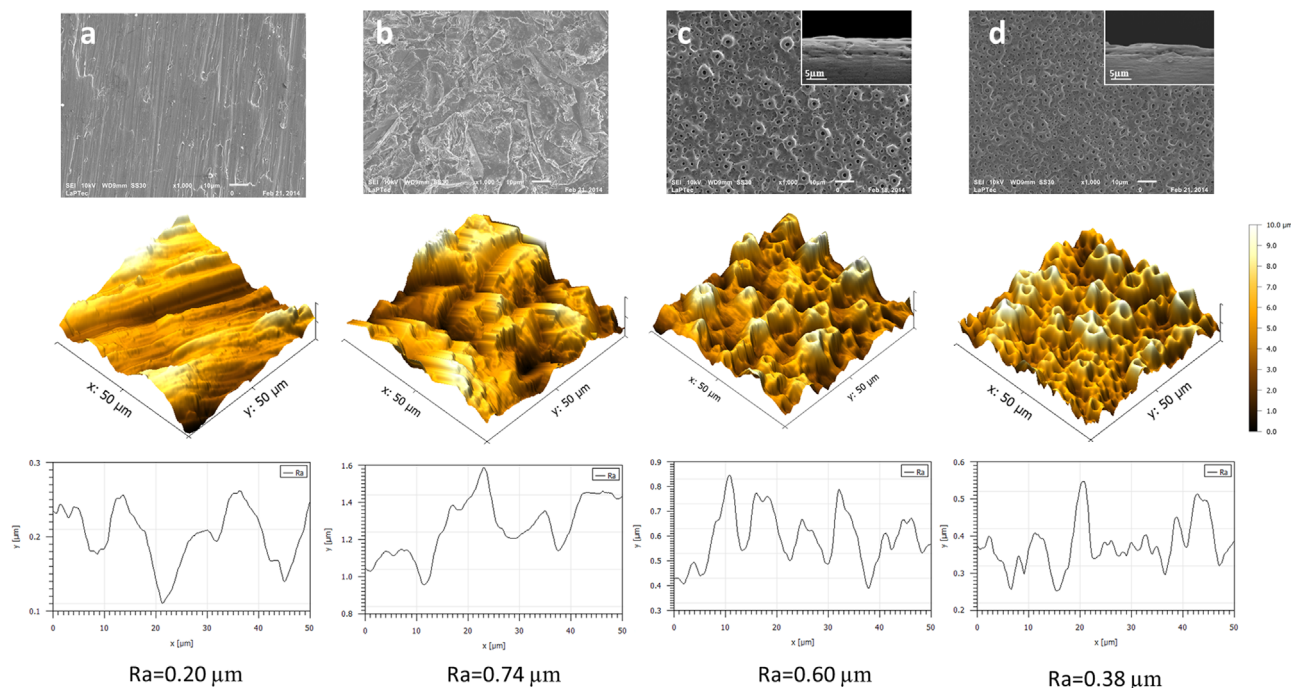 a
SEI 10kV WD9mm SS30 x1,000 10μm
LaPTec 0 Feb 21, 2014
b
SEI 10kV WD9mm SS30 x1,000 10μm
LaPTec 0 Feb 21, 2014
c
5μm
SEI 10kV WD9mm SS30 x1,000 10μm
LaPTec 0 2014
d
5μm
SEI 10kV WD9mm SS30 x1,000 10μm
LaPTec 0 Feb 21, 2014
x: 50 μm
y: 50 μm
x: 50 μm
y: 50 μm
x: 50 μm
y: 50 μm
x: 50 μm
y: 50 μm
10.0 μm
9.0
8.0
7.0
6.0
5.0
4.0
3.0
2.0
1.0
0.0
Ra
y [μm]
0.3
0.2
0.1
0 10 20 30 40 50
x [μm]
Ra
y [μm]
1.6
1.4
1.2
1.0
0.8
0 10 20 30 40 50
x [μm]
Ra
y [μm]
0.9
0.8
0.7
0.6
0.5
0.4
0.3
0 10 20 30 40 50
x [μm]
Ra
y [μm]
0.6
0.5
0.4
0.3
0.2
0 10 20 30 40 50
x [μm]
Ra=0.20 μm
Ra=0.74 μm
Ra=0.60 μm
Ra=0.38 μm